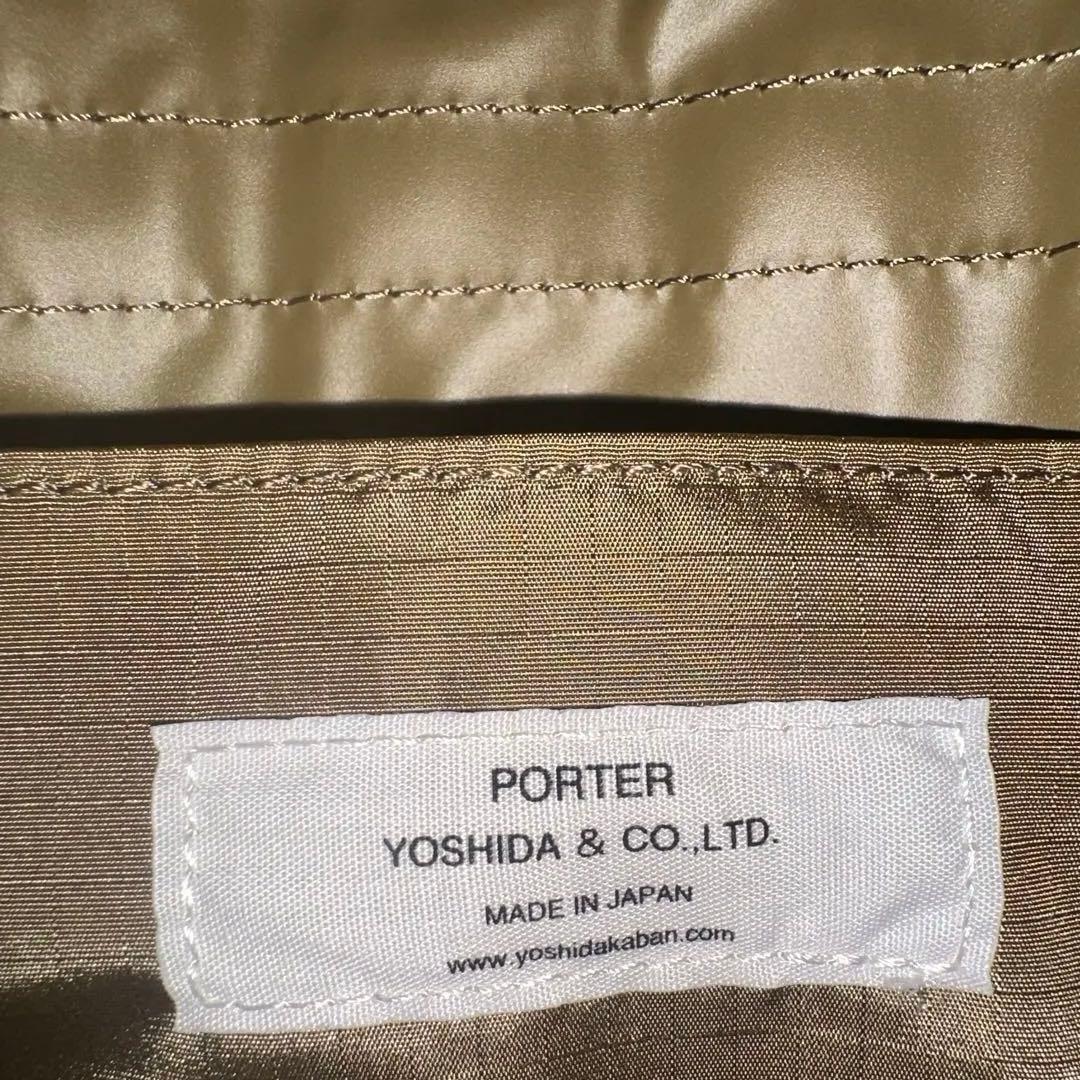 PORTER
YOSHIDA & CO.,LTD.
MADE IN JAPAN
www.yoshidakaban.com